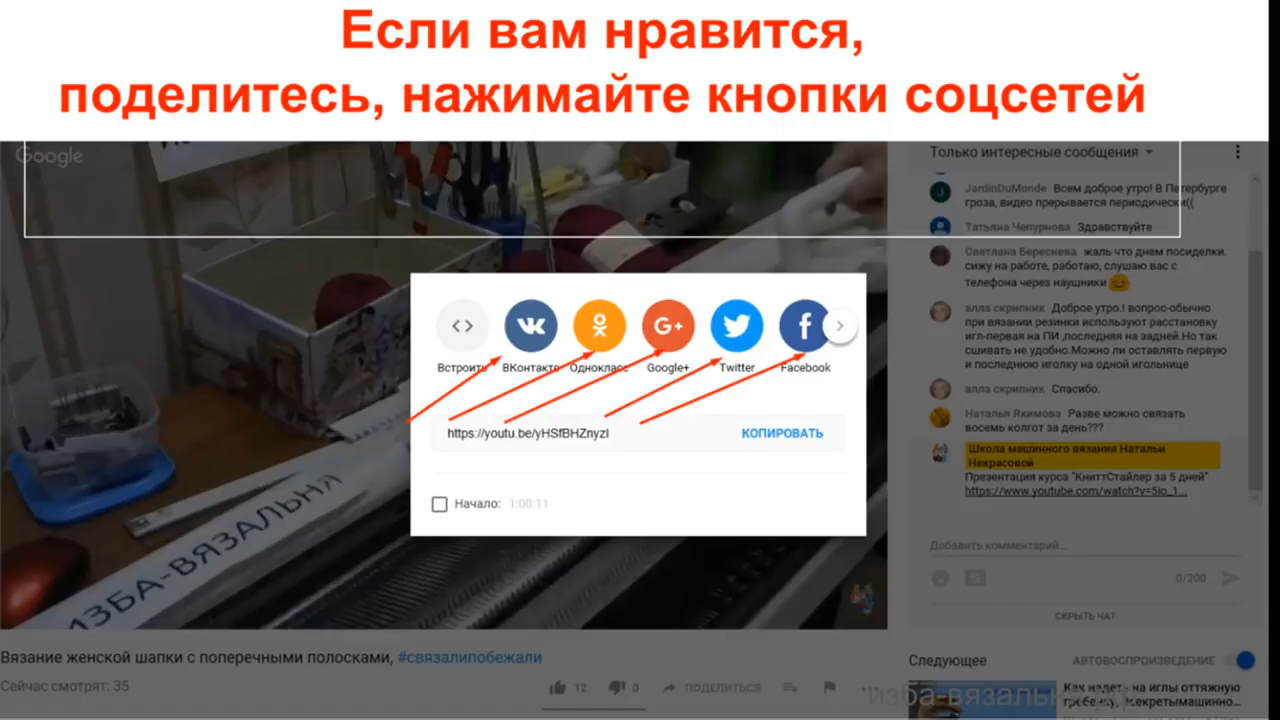 Если вам нравится,
поделитесь, нажимайте кнопки соцсетей
Google
Только интересные сообщения
JardinDuMonde Всем доброе утро! В Петербурге
гроза, видео прерывается периодически((
Татьяна Чепурнова Здравствуйте
Светлана Береснева жаль что днем посиделки.
сижу на работе, работаю, слушаю вас с
телефона через наушники
алла скрипник Доброе утро.! вопрос-обычно
при вязании резинки используют расстановку
игл-первая на ПИ ,последняя на задней.Но так
сшивать не удобно.Можно ли оставлять первую
и последнюю иголку на одной игольнице
алла скрипник Спасибо.
Наталья Якимова Разве можно связать
восемь колгот за день???
Школа машинного вязания Натальи
Некрасовой
Презентация курса "КниттСтайлер за 5 дней"
https://www.youtube.com/watch?v=5io_1...
Добавить комментарий...
0/200
СКРЫТЬ ЧАТ
Встроить ВКонтакте Однокласс Google+ Twitter Facebook
https://youtu.be/yHSfBHZnyzI КОПИРОВАТЬ
Начало: 1:00:11
ИЗБА-ВЯЗАЛЬНЯ
Вязание женской шапки с поперечными полосками, #связалипобежали
Сейчас смотрят: 35
12 0 ПОДЕЛИТЬСЯ
Следующее АВТОВОСПРОИЗВЕДЕНИЕ
Как надеть на иглы оттяжную
гребенку, #секретымашинно...